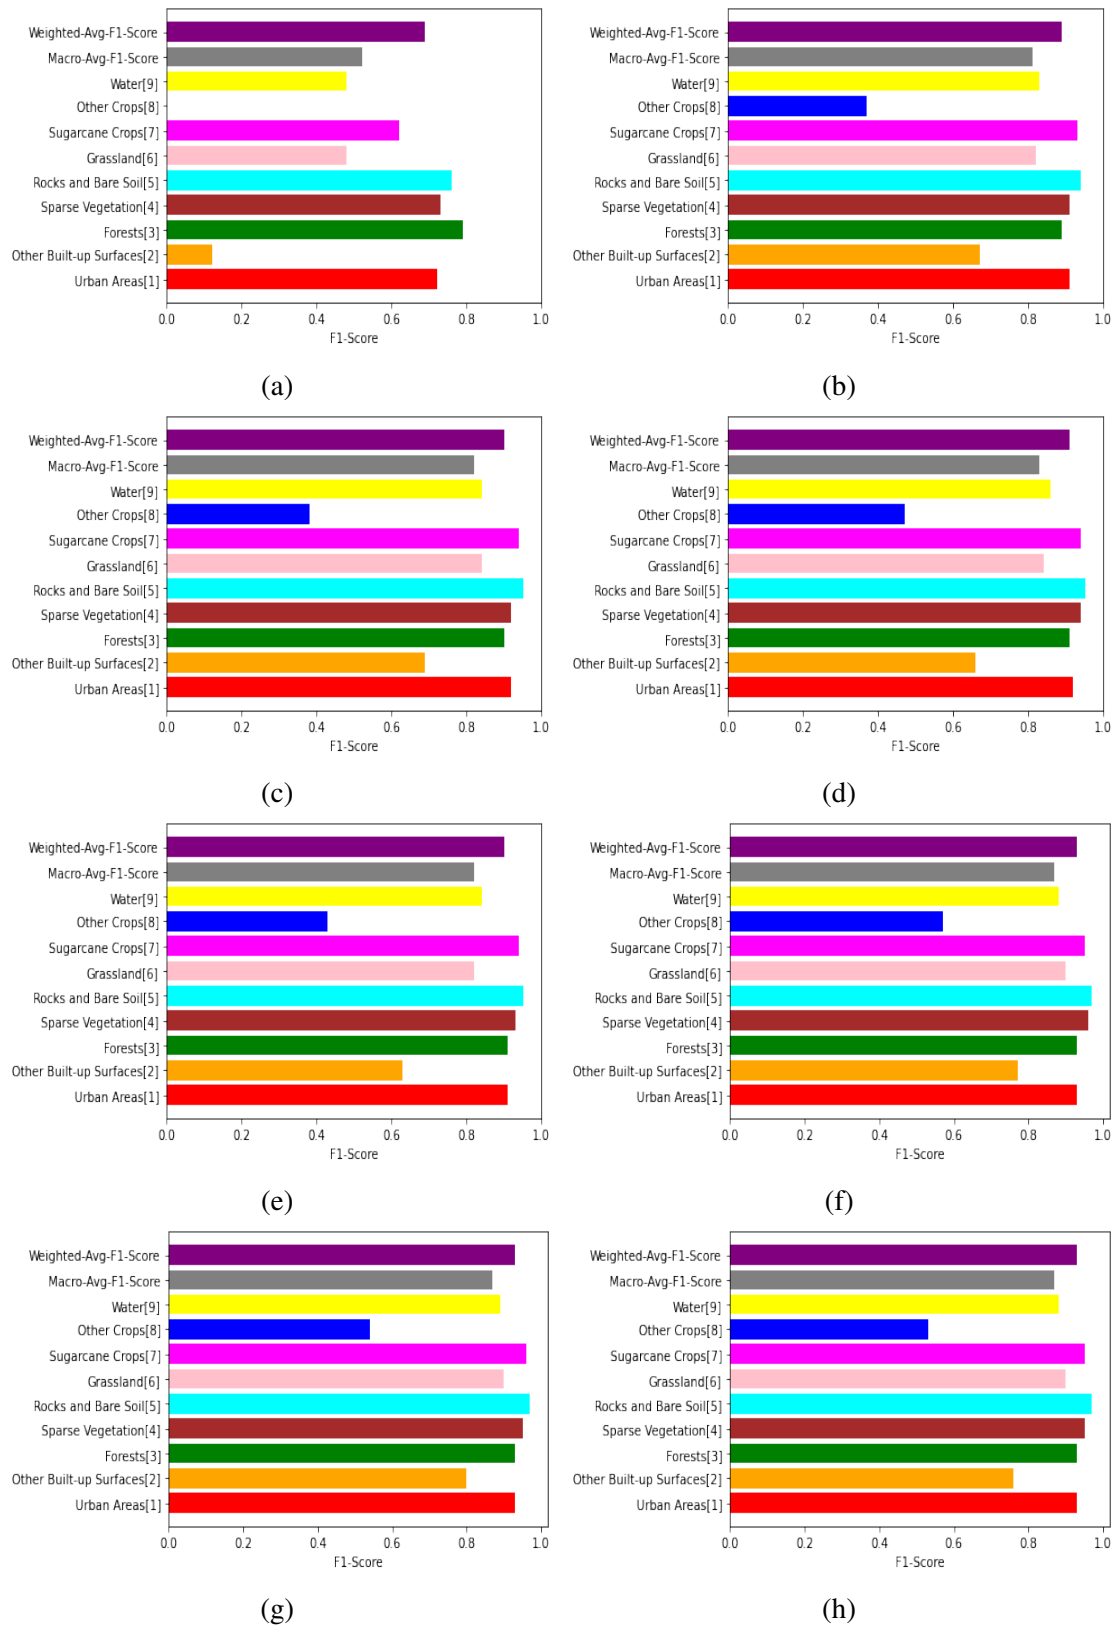 Weighted-Avg-F1-Score
Macro-Avg-F1-Score
Water[9]
Other Crops[8]
Sugarcane Crops[7]
Grassland[6]
Rocks and Bare Soil[5]
Sparse Vegetation[4]
Forests[3]
Other Built-up Surfaces[2]
Urban Areas[1]
0.0 0.2 0.4 0.6 0.8 1.0
F1-Score
(a)
Weighted-Avg-F1-Score
Macro-Avg-F1-Score
Water[9]
Other Crops[8]
Sugarcane Crops[7]
Grassland[6]
Rocks and Bare Soil[5]
Sparse Vegetation[4]
Forests[3]
Other Built-up Surfaces[2]
Urban Areas[1]
0.0 0.2 0.4 0.6 0.8 1.0
F1-Score
(b)
Weighted-Avg-F1-Score
Macro-Avg-F1-Score
Water[9]
Other Crops[8]
Sugarcane Crops[7]
Grassland[6]
Rocks and Bare Soil[5]
Sparse Vegetation[4]
Forests[3]
Other Built-up Surfaces[2]
Urban Areas[1]
0.0 0.2 0.4 0.6 0.8 1.0
F1-Score
(c)
Weighted-Avg-F1-Score
Macro-Avg-F1-Score
Water[9]
Other Crops[8]
Sugarcane Crops[7]
Grassland[6]
Rocks and Bare Soil[5]
Sparse Vegetation[4]
Forests[3]
Other Built-up Surfaces[2]
Urban Areas[1]
0.0 0.2 0.4 0.6 0.8 1.0
F1-Score
(d)
Weighted-Avg-F1-Score
Macro-Avg-F1-Score
Water[9]
Other Crops[8]
Sugarcane Crops[7]
Grassland[6]
Rocks and Bare Soil[5]
Sparse Vegetation[4]
Forests[3]
Other Built-up Surfaces[2]
Urban Areas[1]
0.0 0.2 0.4 0.6 0.8 1.0
F1-Score
(e)
Weighted-Avg-F1-Score
Macro-Avg-F1-Score
Water[9]
Other Crops[8]
Sugarcane Crops[7]
Grassland[6]
Rocks and Bare Soil[5]
Sparse Vegetation[4]
Forests[3]
Other Built-up Surfaces[2]
Urban Areas[1]
0.0 0.2 0.4 0.6 0.8 1.0
F1-Score
(f)
Weighted-Avg-F1-Score
Macro-Avg-F1-Score
Water[9]
Other Crops[8]
Sugarcane Crops[7]
Grassland[6]
Rocks and Bare Soil[5]
Sparse Vegetation[4]
Forests[3]
Other Built-up Surfaces[2]
Urban Areas[1]
0.0 0.2 0.4 0.6 0.8 1.0
F1-Score
(g)
Weighted-Avg-F1-Score
Macro-Avg-F1-Score
Water[9]
Other Crops[8]
Sugarcane Crops[7]
Grassland[6]
Rocks and Bare Soil[5]
Sparse Vegetation[4]
Forests[3]
Other Built-up Surfaces[2]
Urban Areas[1]
0.0 0.2 0.4 0.6 0.8 1.0
F1-Score
(h)